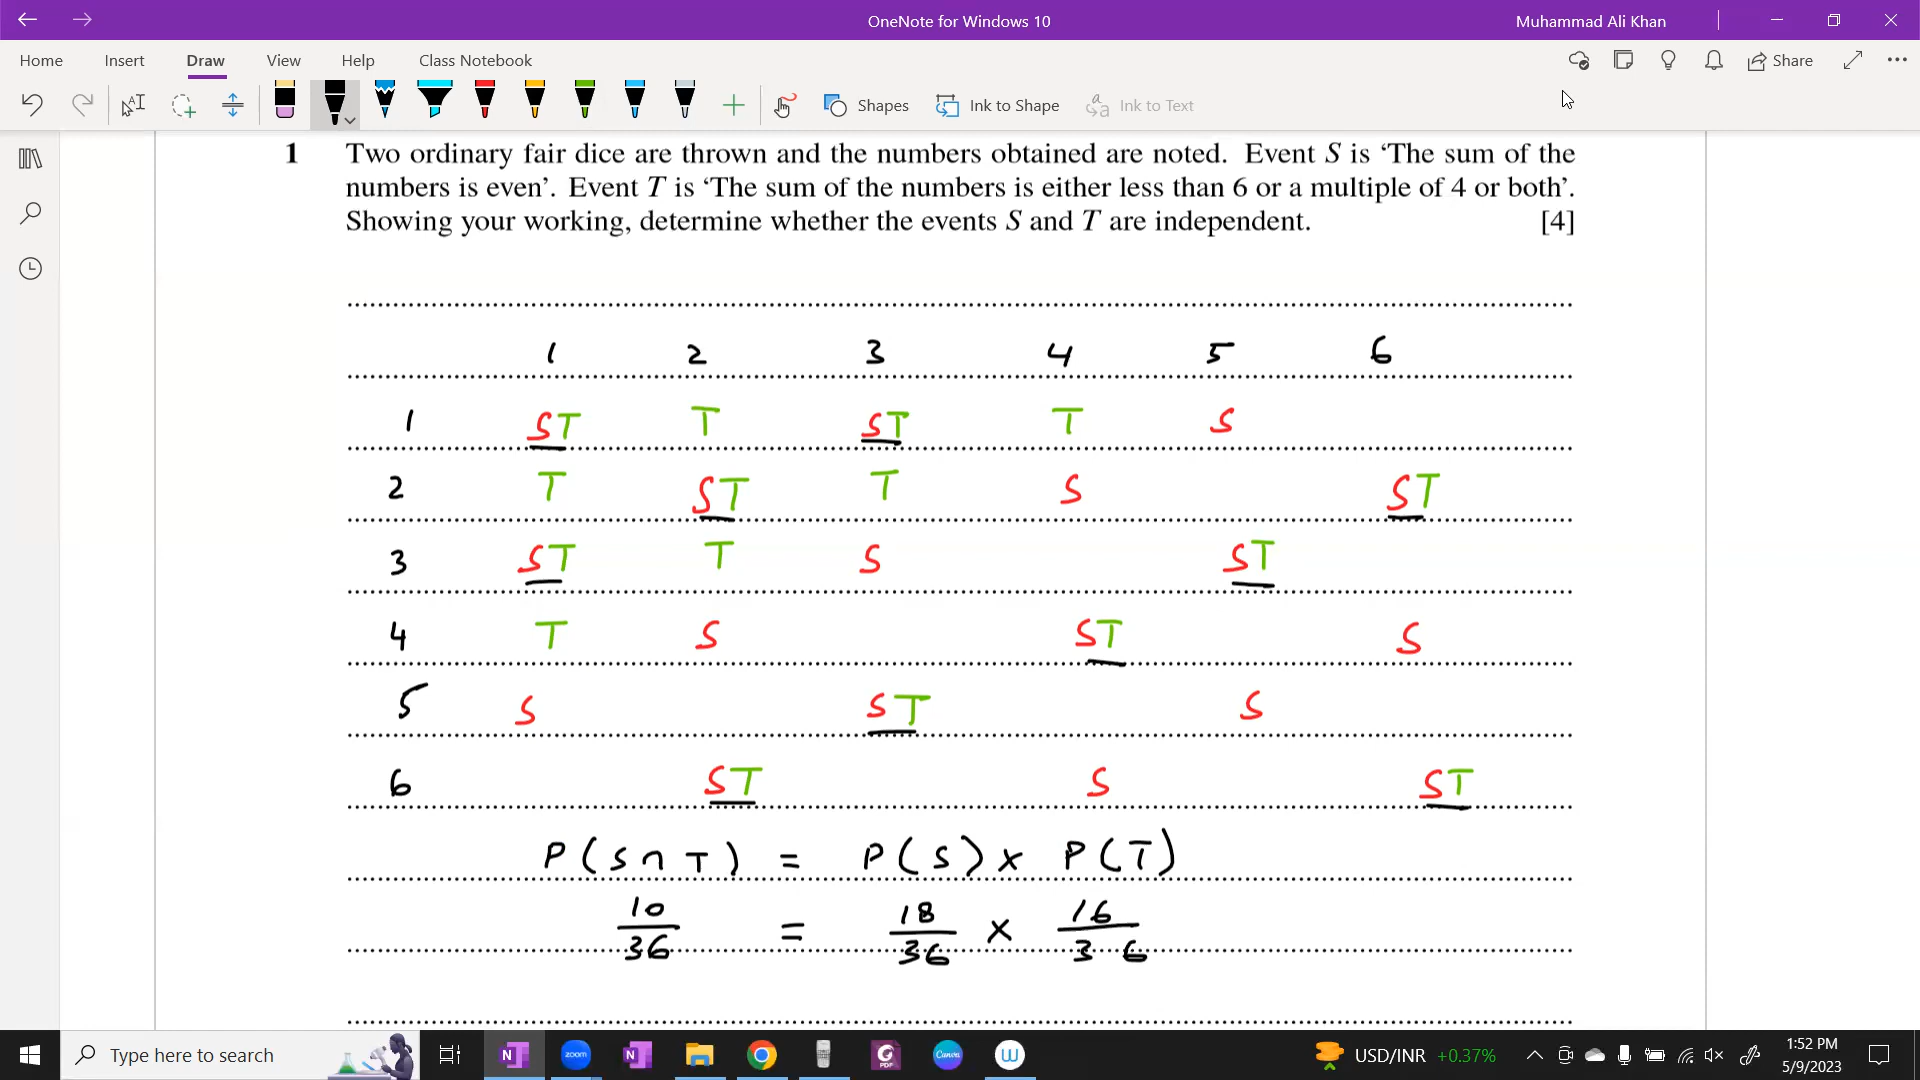 OneNote for Windows 10
Muhammad Ali Khan
Home Insert Draw View Help Class Notebook
Share
Shapes Ink to Shape Ink to Text
1 Two ordinary fair dice are thrown and the numbers obtained are noted. Event S is ‘The sum of the
numbers is even’. Event T is ‘The sum of the numbers is either less than 6 or a multiple of 4 or both’.
Showing your working, determine whether the events S and T are independent. [4]
1 2 3 4 5 6
1 ST T ST T S
2 T ST T S ST
3 ST T S ST
4 T S ST S
5 S ST S
6 ST S ST
P(S∩T) = P(S) x P(T)
10/36 = 18/36 x 16/36
Type here to search
zoom
N
N
PDF
Canva
W
USD/INR +0.37%
1:52 PM
5/9/2023